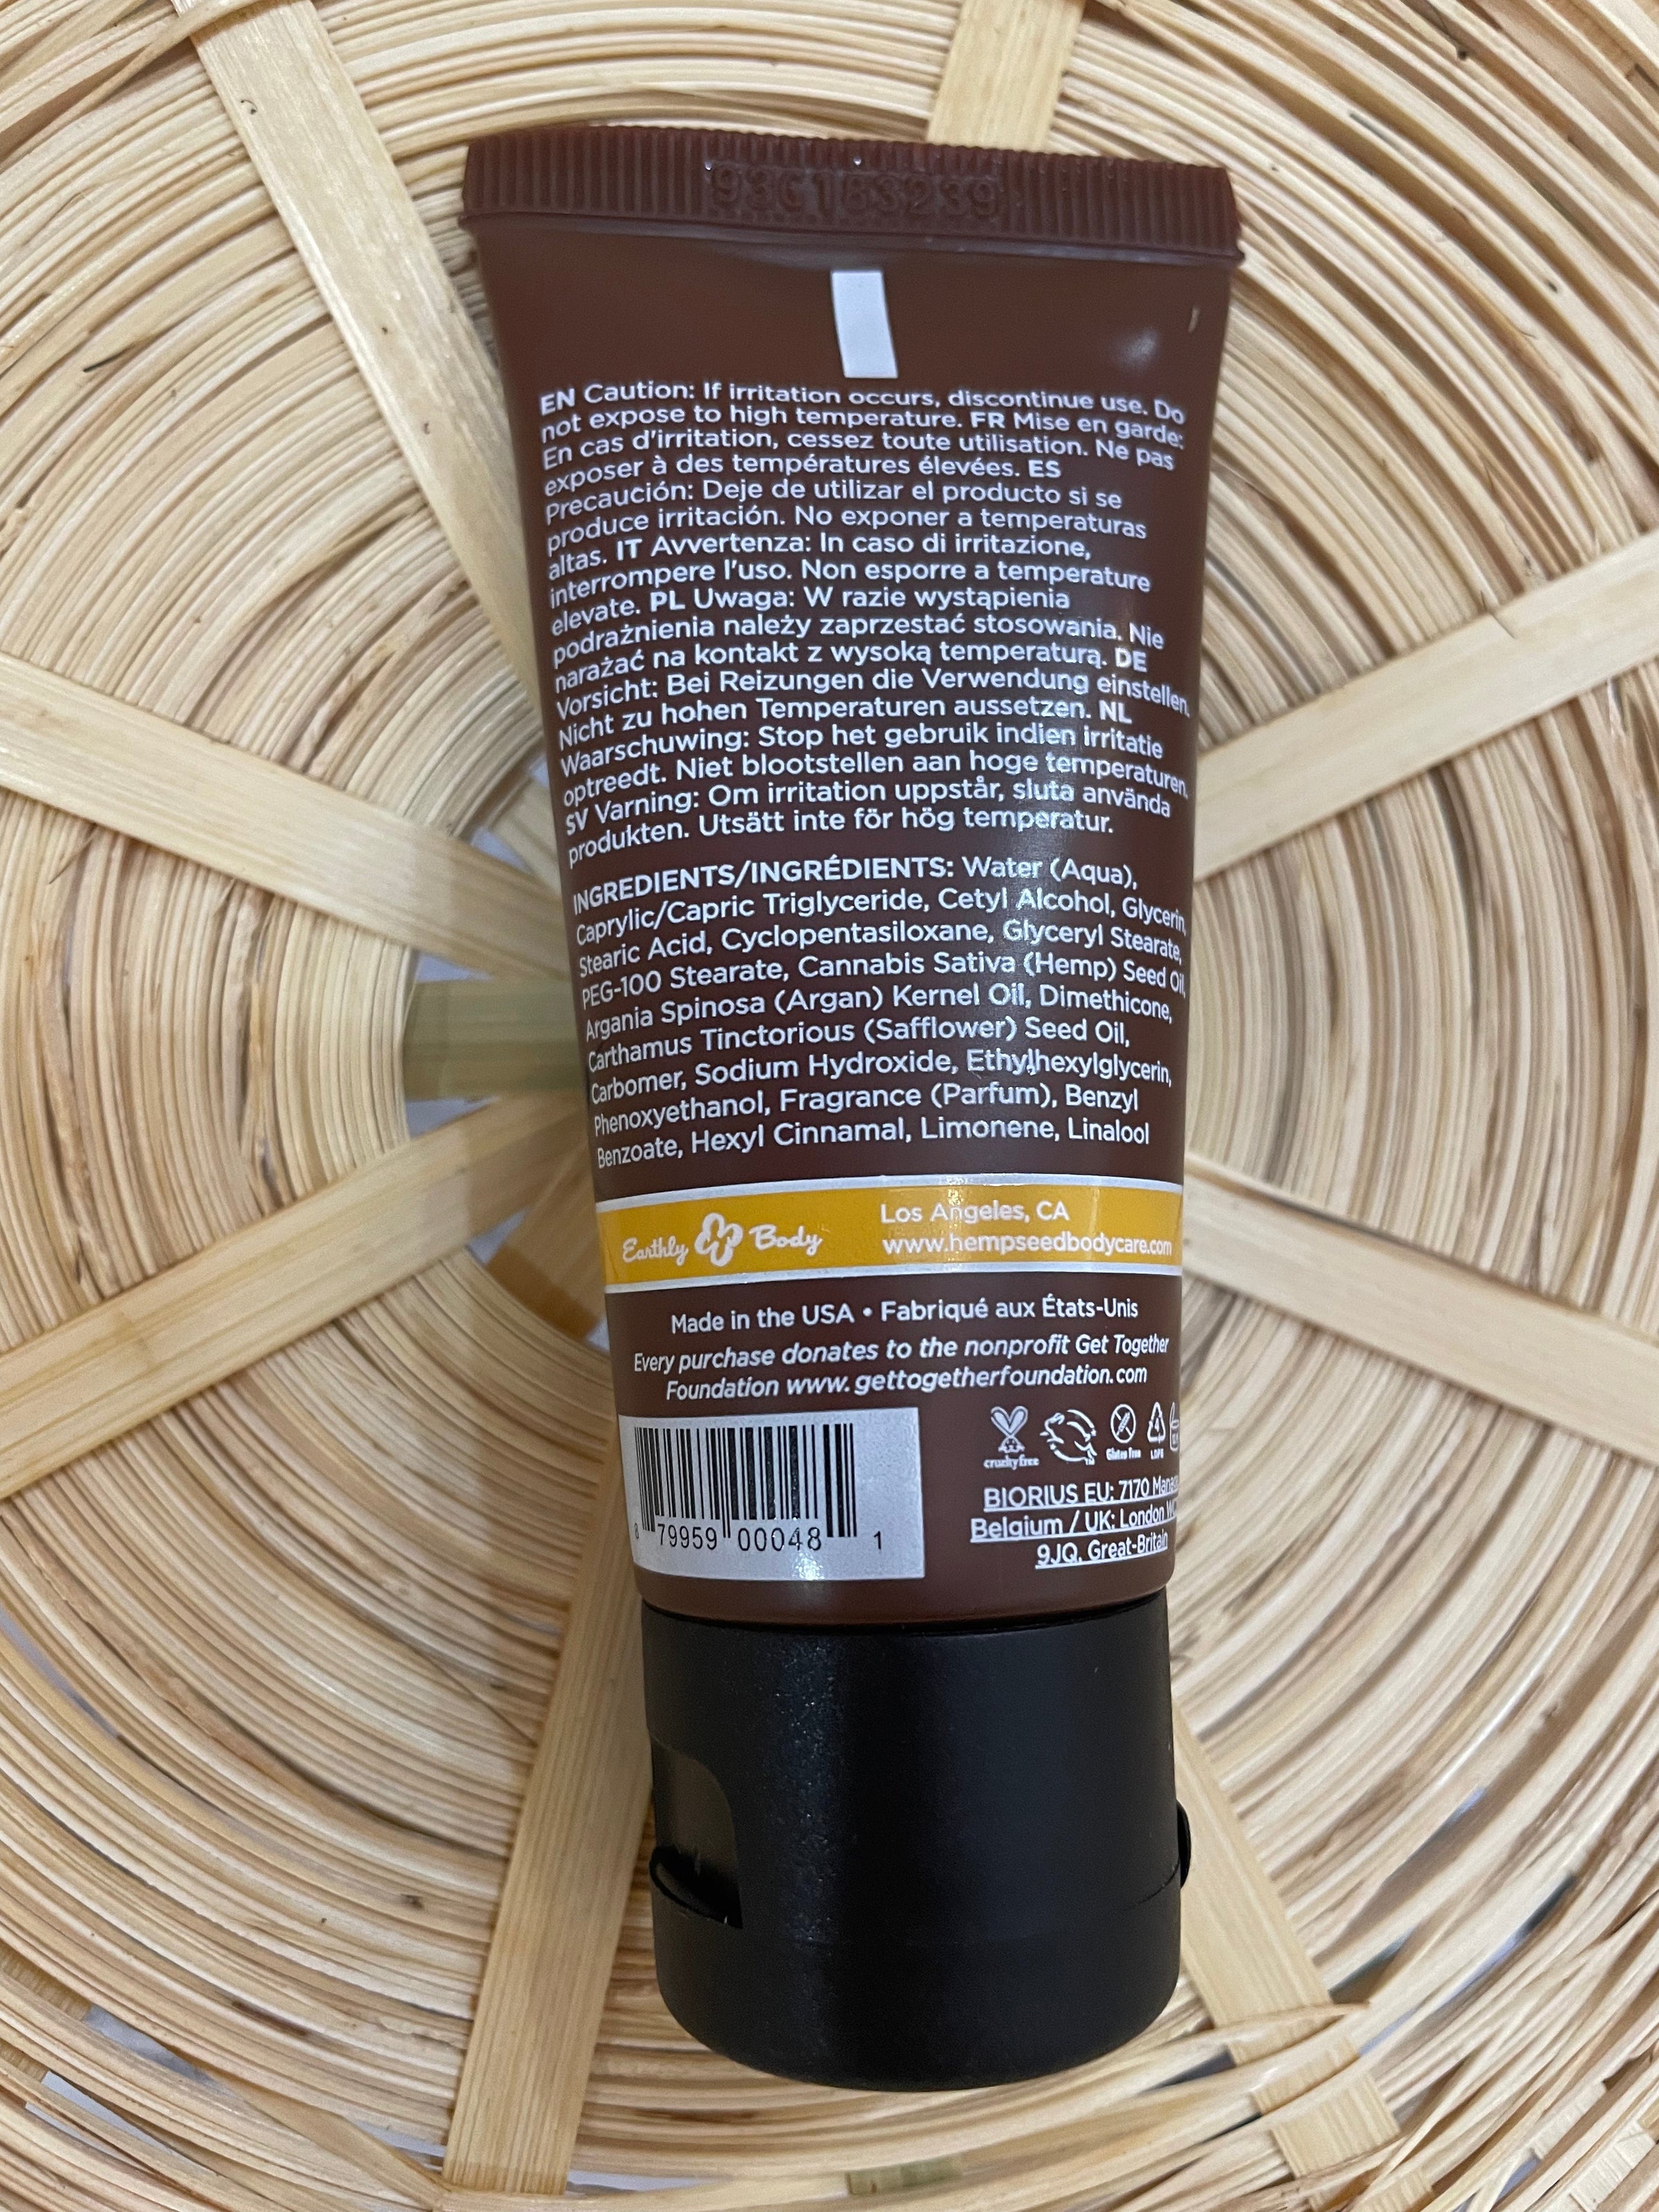 93C183239
EN Caution: If irritation occurs, discontinue use. Do
not expose to high temperature. FR Mise en garde:
En cas d'irritation, cessez toute utilisation. Ne pas
exposer à des températures élevées. ES
Precaución: Deje de utilizar el producto si se
produce irritación. No exponer a temperaturas
altas. IT Avvertenza: In caso di irritazione,
interrompere l'uso. Non esporre a temperature
elevate. PL Uwaga: W razie wystąpienia
podrażnienia należy zaprzestać stosowania. Nie
narażać na kontakt z wysoką temperaturą. DE
Vorsicht: Bei Reizungen die Verwendung einstellen.
Nicht zu hohen Temperaturen aussetzen. NL
Waarschuwing: Stop het gebruik indien irritatie
optreedt. Niet blootstellen aan hoge temperaturen.
SV Varning: Om irritation uppstår, sluta använda
produkten. Utsätt inte för hög temperatur.
INGREDIENTS/INGRÉDIENTS: Water (Aqua),
Caprylic/Capric Triglyceride, Cetyl Alcohol, Glycerin,
Stearic Acid, Cyclopentasiloxane, Glyceryl Stearate,
PEG-100 Stearate, Cannabis Sativa (Hemp) Seed Oil,
Argania Spinosa (Argan) Kernel Oil, Dimethicone,
Carthamus Tinctorious (Safflower) Seed Oil,
Carbomer, Sodium Hydroxide, Ethylhexylglycerin,
Phenoxyethanol, Fragrance (Parfum), Benzyl
Benzoate, Hexyl Cinnamal, Limonene, Linalool
Earthly Body
Los Angeles, CA
www.hempseedbodycare.com
Made in the USA • Fabriqué aux États-Unis
Every purchase donates to the nonprofit Get Together
Foundation www.gettogetherfoundation.com
cruelty free
Gluten Free
4
LDPE
BIORIUS EU: 7170
Belgium / UK: London
9JQ, Great-Britain
8 79959 00048 1